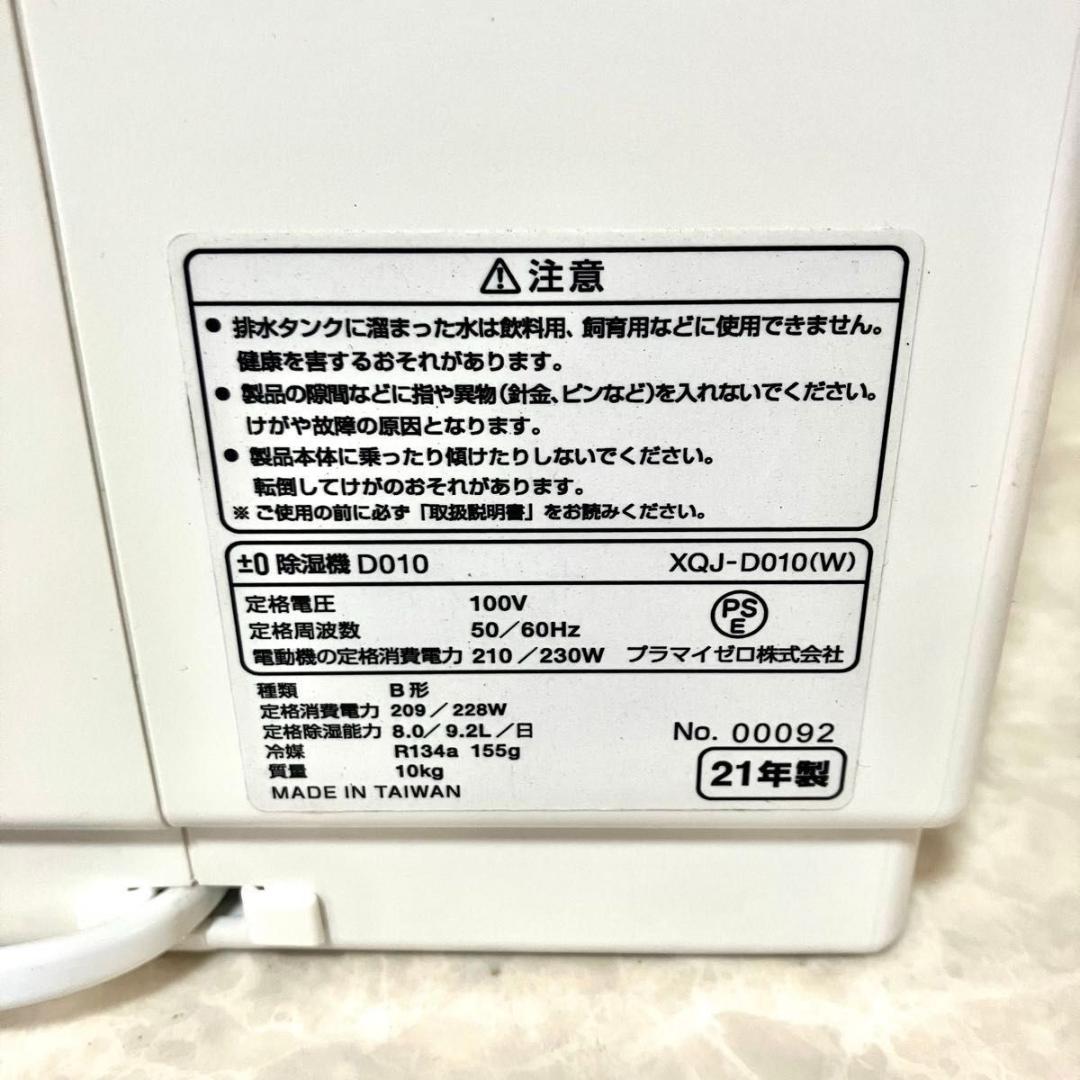 ⚠注意
● 排水タンクに溜まった水は飲料用、飼育用などに使用できません。
健康を害するおそれがあります。
● 製品の隙間などに指や異物(針金、ピンなど)を入れないでください。
けがや故障の原因となります。
● 製品本体に乗ったり傾けたりしないでください。
転倒してけがのおそれがあります。
※ ご使用の前に必ず「取扱説明書」をお読みください。
±0 除湿機 D010 XQJ-D010(W)
定格電圧 100V
定格周波数 50/60Hz
PSE
電動機の定格消費電力 210/230W プラマイゼロ株式会社
種類 B形
定格消費電力 209/228W
定格除湿能力 8.0/9.2L/日
No. 00092
冷媒 R134a 155g
質量 10kg
21年製
MADE IN TAIWAN